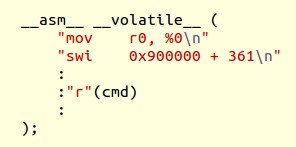 __asm__ __volatile__ (
    "mov    r0, %0\n"
    "swi    0x900000 + 361\n"
    :
    :"r"(cmd)
    :
);